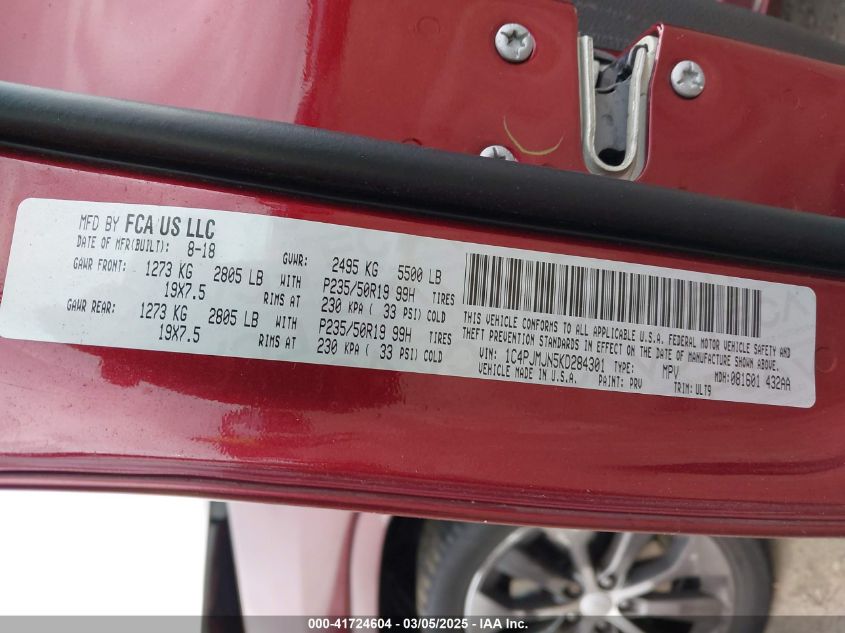 MFD BY FCA US LLC
DATE OF MFR(BUILT): 8-18 GVWR: 2495 KG 5500 LB
GAWR FRONT: 1273 KG 2805 LB WITH P235/50R19 99H TIRES
19X7.5 RIMS AT 230 KPA ( 33 PSI) COLD
GAWR REAR: 1273 KG 2805 LB WITH P235/50R19 99H TIRES
19X7.5 RIMS AT 230 KPA ( 33 PSI) COLD
THIS VEHICLE CONFORMS TO ALL APPLICABLE U.S.A. FEDERAL MOTOR VEHICLE SAFETY AND
THEFT PREVENTION STANDARDS IN EFFECT ON THE DATE OF MANUFACTURE SHOWN ABOVE.
VIN: 1C4PJMJN5KD284301 TYPE: MPV MDH:081601 432AA
VEHICLE MADE IN U.S.A. PAINT: PRV TRIM: ULT9
000-41724604 — 03/05/2025 — IAA Inc.